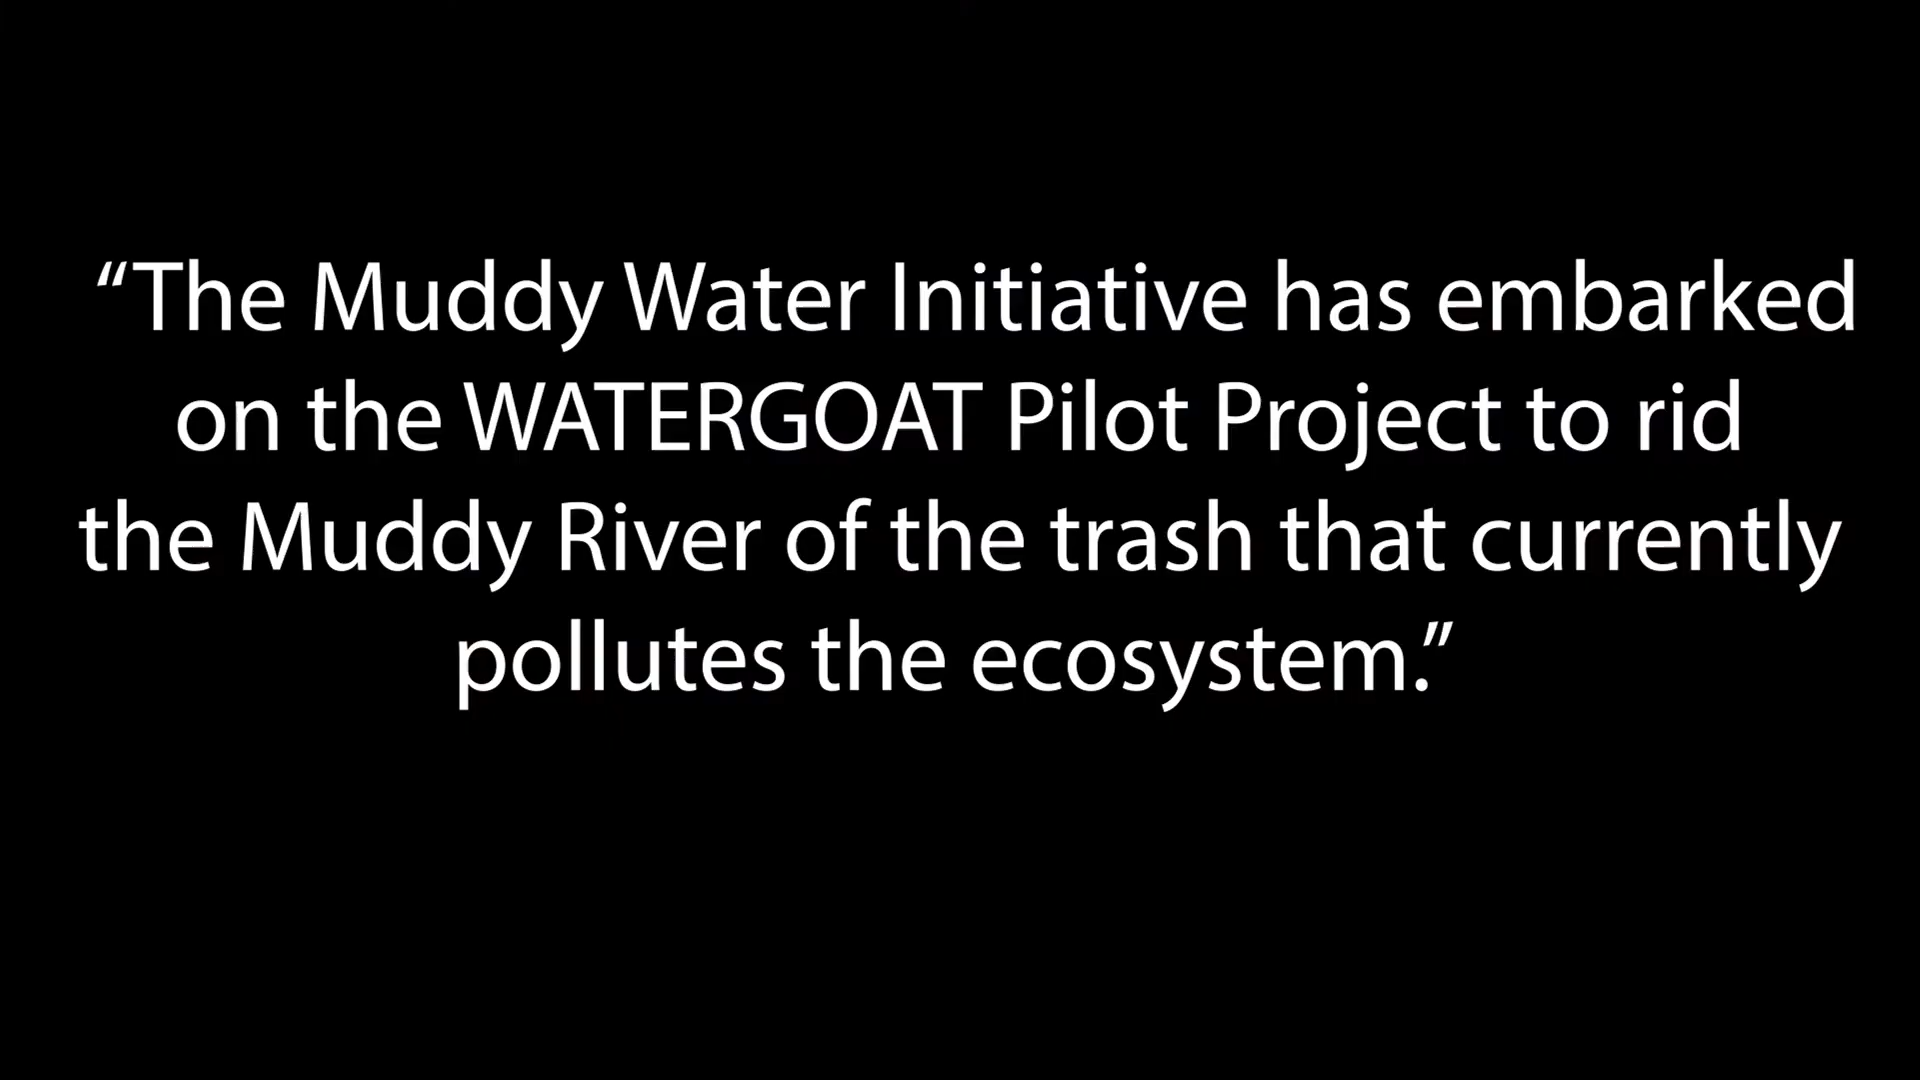 “The Muddy Water Initiative has embarked
on the WATERGOAT Pilot Project to rid
the Muddy River of the trash that currently
pollutes the ecosystem.”